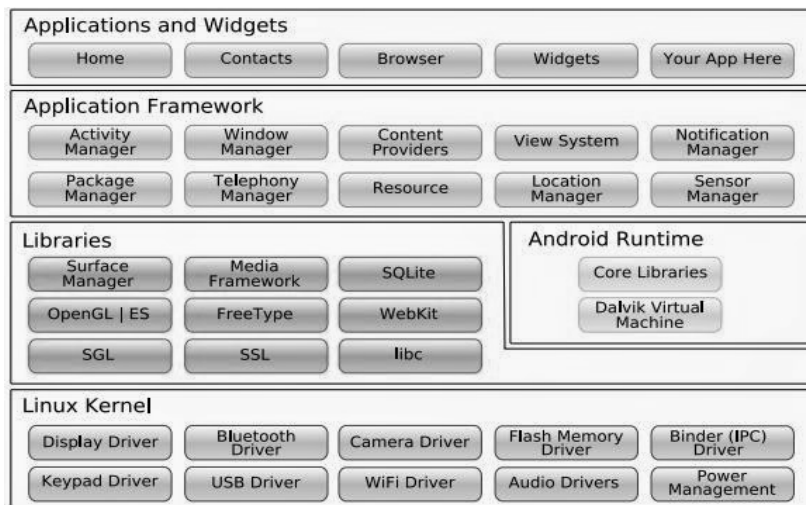 Applications and Widgets
Home
Contacts
Browser
Widgets
Your App Here
Application Framework
Activity
Manager
Window
Manager
Content
Providers
View System
Notification
Manager
Package
Manager
Telephony
Manager
Resource
Location
Manager
Sensor
Manager
Libraries
Surface
Manager
Media
Framework
SQLite
OpenGL | ES
FreeType
WebKit
SGL
SSL
libc
Android Runtime
Core Libraries
Dalvik Virtual
Machine
Linux Kernel
Display Driver
Bluetooth
Driver
Camera Driver
Flash Memory
Driver
Binder (IPC)
Driver
Keypad Driver
USB Driver
WiFi Driver
Audio Drivers
Power
Management